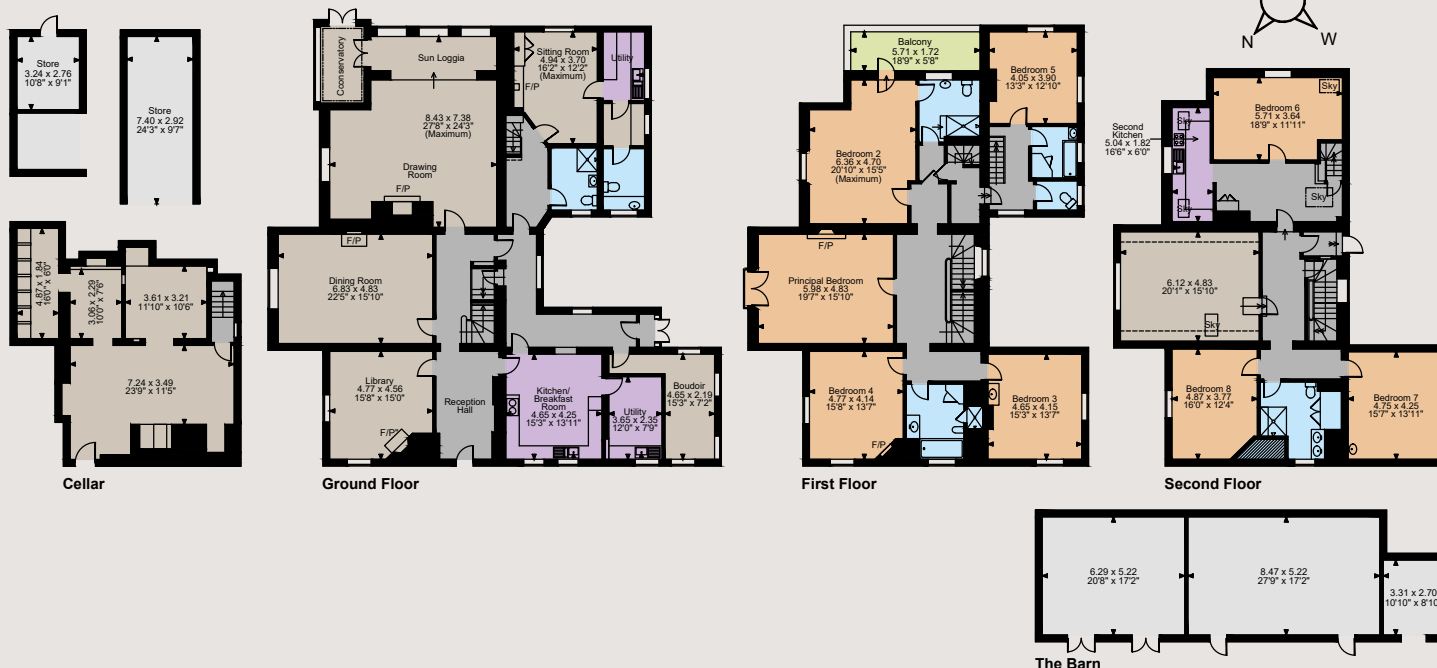 Store
3.24 x 2.76
10'8" x 9'1"
Store
7.40 x 2.92
24'3" x 9'7"
4.87 x 1.84
16'0" x 6'0"
3.06 x 2.29
10'0" x 7'6"
3.61 x 3.21
11'10" x 10'6"
7.24 x 3.49
23'9" x 11'5"
Cellar
Cconservatory
Sun Loggia
Sitting Room
4.94 x 3.70
16'2" x 12'2"
(Maximum)
F/P
Utility
8.43 x 7.38
27'8" x 24'3"
(Maximum)
Drawing
Room
F/P
F/P
Dining Room
6.83 x 4.83
22'5" x 15'10"
Library
4.77 x 4.56
15'8" x 15'0"
F/P
Reception
Hall
Kitchen/
Breakfast
Room
4.65 x 4.25
15'3" x 13'11"
Utility
3.65 x 2.35
12'0" x 7'9"
Boudoir
4.65 x 2.19
15'3" x 7'2"
Ground Floor
Balcony
5.71 x 1.72
18'9" x 5'8"
Bedroom 5
4.05 x 3.90
13'3" x 12'10"
Bedroom 2
6.36 x 4.70
20'10" x 15'5"
(Maximum)
F/P
Principal Bedroom
5.98 x 4.83
19'7" x 15'10"
Bedroom 4
4.77 x 4.14
15'8" x 13'7"
F/P
Bedroom 3
4.65 x 4.15
15'3" x 13'7"
First Floor
N
W
Sky
Bedroom 6
5.71 x 3.64
18'9" x 11'11"
Second
Kitchen
5.04 x 1.82
16'6" x 6'0"
Sky
Sky
Sky
6.12 x 4.83
20'1" x 15'10"
Sky
Bedroom 8
4.87 x 3.77
16'0" x 12'4"
Bedroom 7
4.75 x 4.25
15'7" x 13'11"
Second Floor
6.29 x 5.22
20'8" x 17'2"
8.47 x 5.22
27'9" x 17'2"
3.31 x 2.70
10'10" x 8'10
The Barn